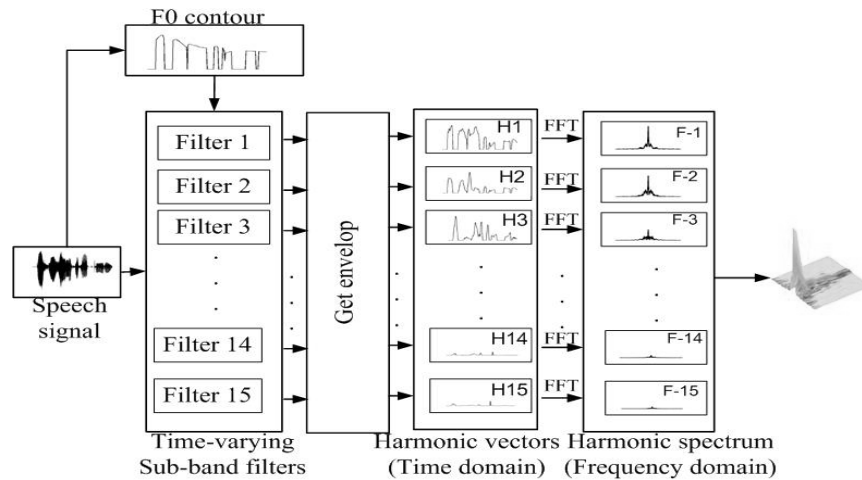 F0 contour
Filter 1
Filter 2
Filter 3
Filter 14
Filter 15
Speech
signal
Time-varying
Sub-band filters
Get envelop
H1
H2
H3
H14
H15
FFT
FFT
FFT
FFT
FFT
F-1
F-2
F-3
F-14
F-15
Harmonic vectors
(Time domain)
Harmonic spectrum
(Frequency domain)